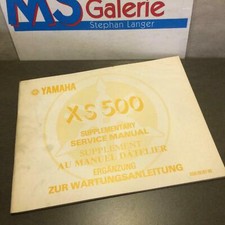 MS Galerie
Stephan Langer
YAMAHA
XS 500
SUPPLEMENTARY
SERVICE MANUAL
SUPPLEMENT
AU MANUEL D'ATELIER
ERGÄNZUNG
ZUR WARTUNGSANLEITUNG